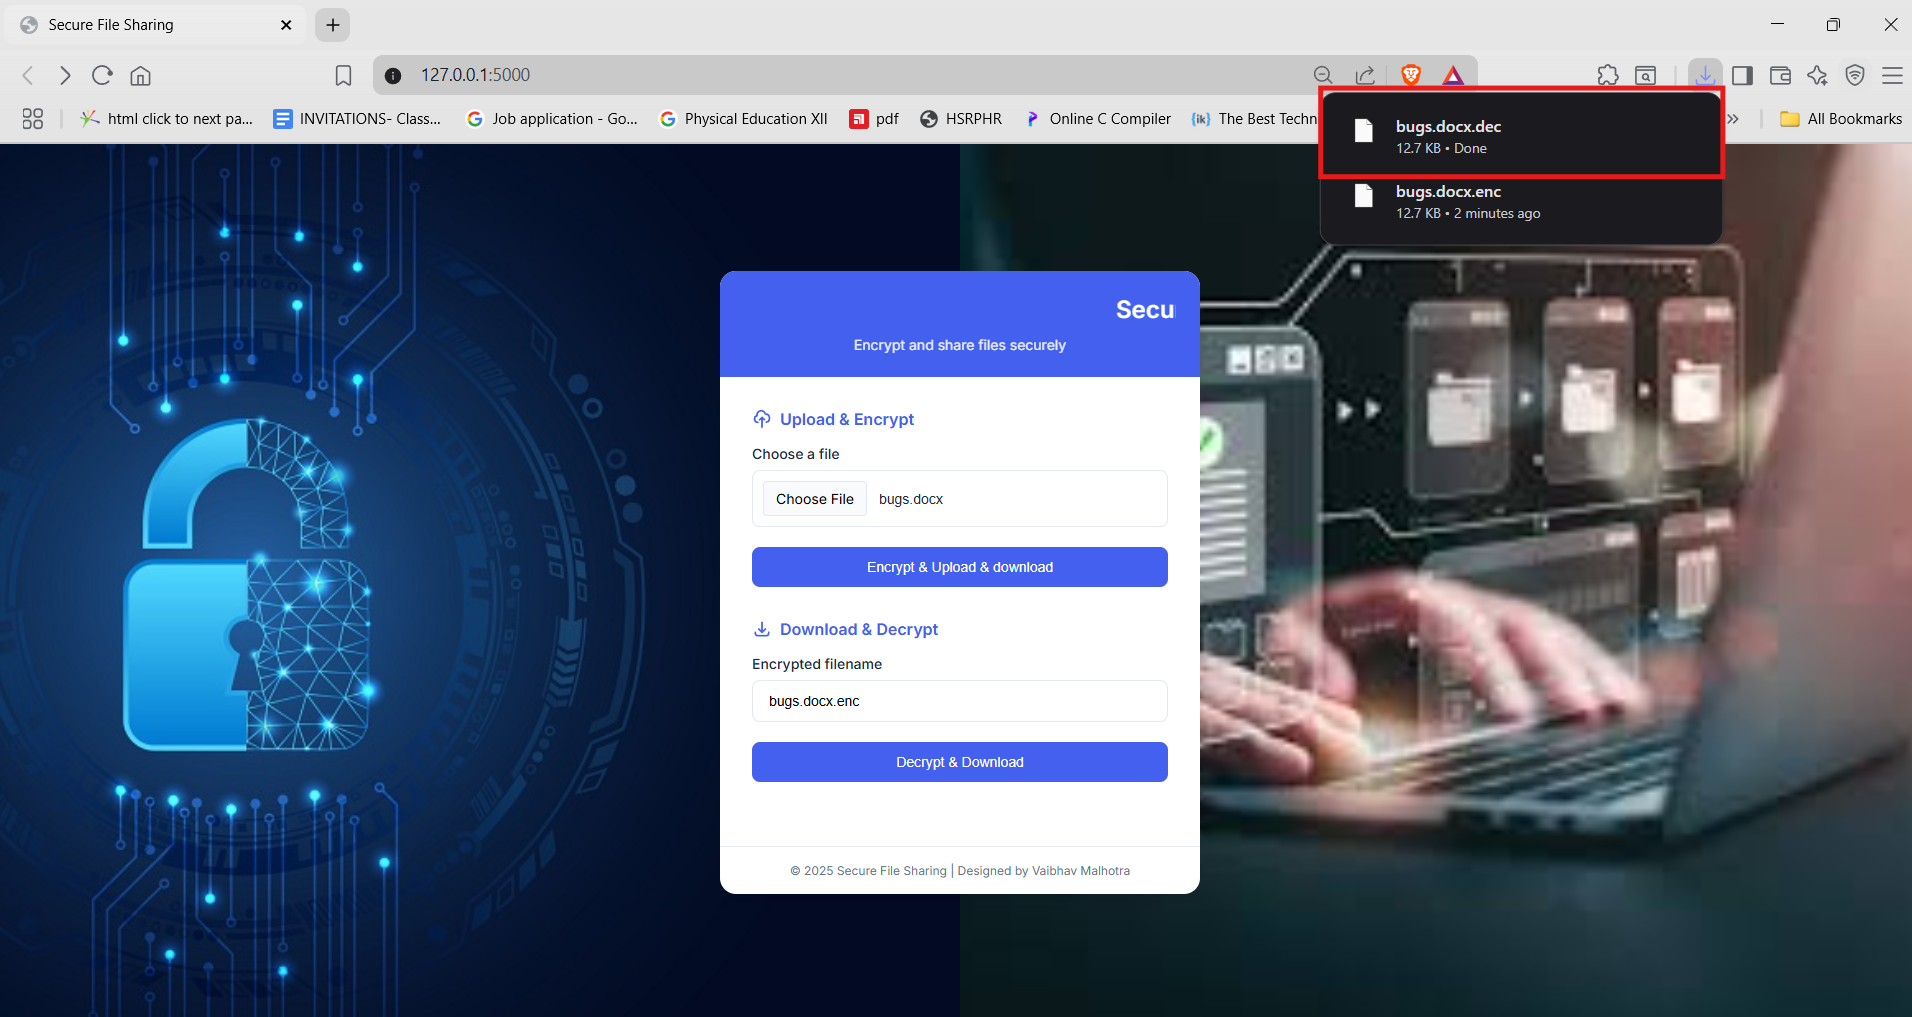 Secure File Sharing
127.0.0.1:5000
html click to next pa...
INVITATIONS- Class...
Job application - Go...
Physical Education XII
pdf
HSRPHR
Online C Compiler
{ik} The Best Techn
All Bookmarks
bugs.docx.dec
12.7 KB • Done
bugs.docx.enc
12.7 KB • 2 minutes ago
Secu
Encrypt and share files securely
Upload & Encrypt
Choose a file
Choose File bugs.docx
Encrypt & Upload & download
Download & Decrypt
Encrypted filename
bugs.docx.enc
Decrypt & Download
© 2025 Secure File Sharing | Designed by Vaibhav Malhotra